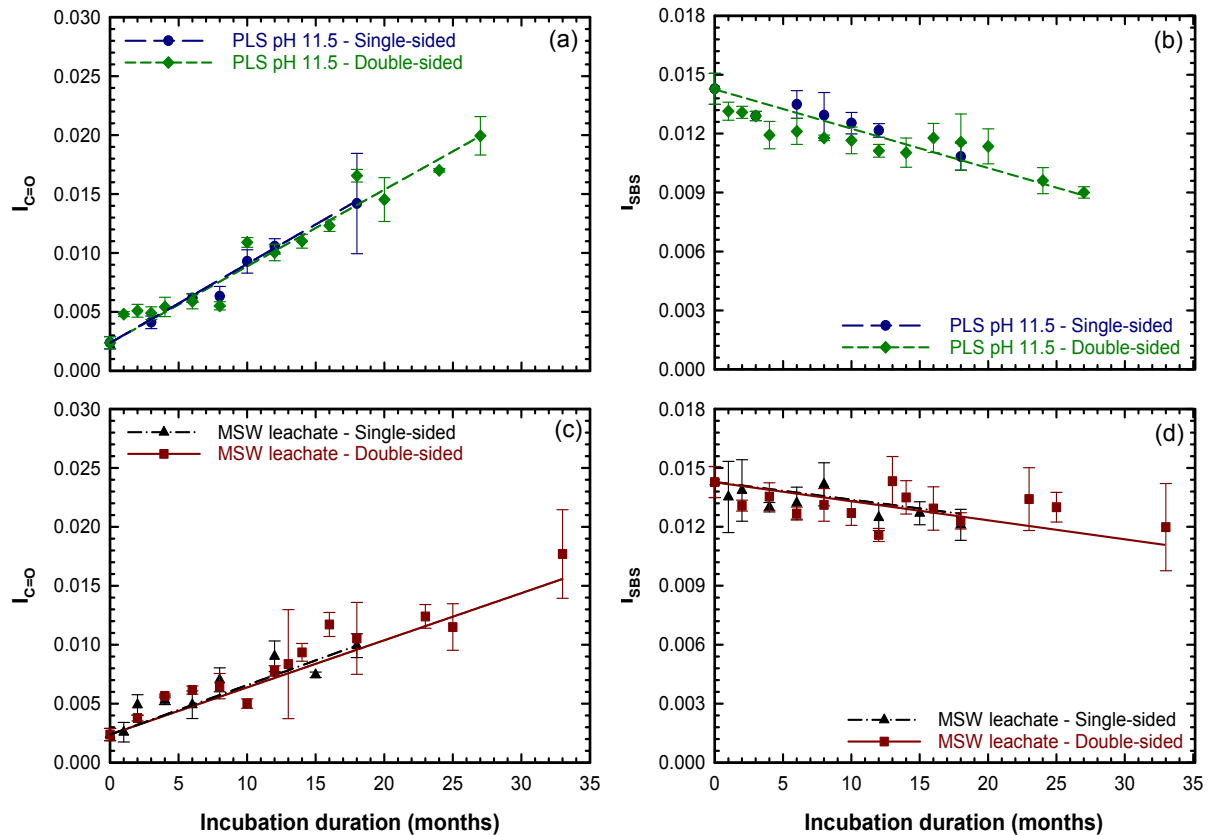 0.030
0.025
0.020
0.015
0.010
0.005
0.000
I_C=O
PLS pH 11.5 - Single-sided
PLS pH 11.5 - Double-sided
(a)
0.018
0.015
0.012
0.009
0.006
0.003
0.000
I_SBS
(b)
PLS pH 11.5 - Single-sided
PLS pH 11.5 - Double-sided
0.030
0.025
0.020
0.015
0.010
0.005
0.000
I_C=O
MSW leachate - Single-sided
MSW leachate - Double-sided
(c)
0 5 10 15 20 25 30 35
Incubation duration (months)
0.018
0.015
0.012
0.009
0.006
0.003
0.000
I_SBS
(d)
MSW leachate - Single-sided
MSW leachate - Double-sided
0 5 10 15 20 25 30 35
Incubation duration (months)